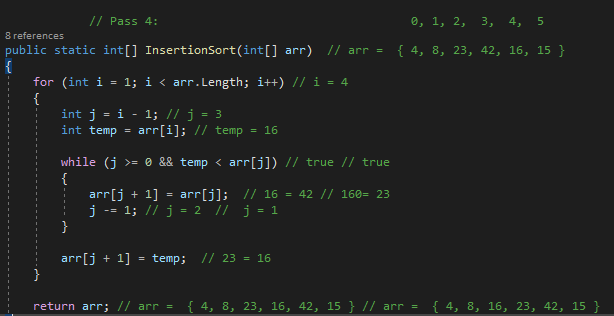 // Pass 4: 0, 1, 2, 3, 4, 5
8 references
public static int[] InsertionSort(int[] arr) // arr = { 4, 8, 23, 42, 16, 15 }
{
for (int i = 1; i < arr.Length; i++) // i = 4
{
int j = i - 1; // j = 3
int temp = arr[i]; // temp = 16
while (j >= 0 && temp < arr[j]) // true // true
{
arr[j + 1] = arr[j]; // 16 = 42 // 160= 23
j -= 1; // j = 2 // j = 1
}
arr[j + 1] = temp; // 23 = 16
}
return arr; // arr = { 4, 8, 23, 16, 42, 15 } // arr = { 4, 8, 16, 23, 42, 15 }